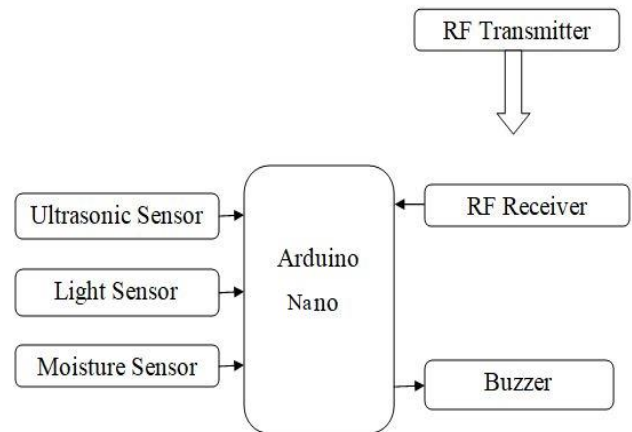 RF Transmitter
Ultrasonic Sensor
RF Receiver
Arduino
Nano
Light Sensor
Moisture Sensor
Buzzer